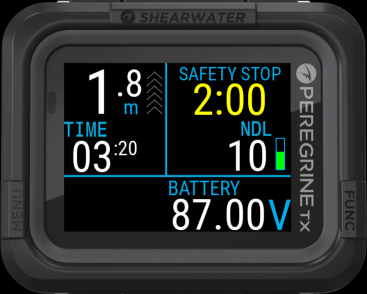 SHEARWATER
1.8
m
SAFETY STOP
2:00
TIME
03:20
NDL
10
BATTERY
87.00V
PEREGRINE TX
MENU
FUNC